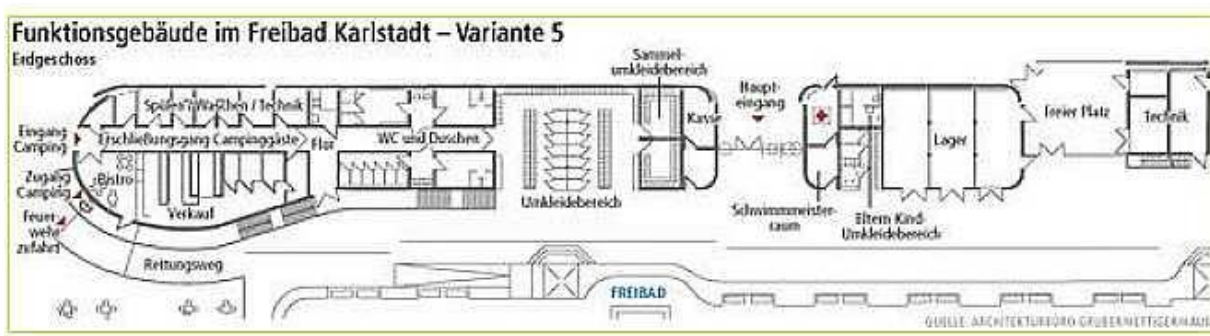 Funktionsgebäude im Freibad Karlstadt – Variante 5
Erdgeschoss
Sammel-
umkleidebereich
Haupt-
eingang
Spülen / Waschen / Technik
Kasse
Freier Platz
Technik
Eingang
Camping
Erschließungsgang Campinggäste
Flur
WC und Duschen
Lager
Zugang
Camping
Bistro
Verkauf
Umkleidebereich
Schwimmmeister-
raum
Eltern Kind-
Umkleidebereich
Feuer
wehr
zufahrt
Rettungsweg
FREIBAD
QUELLE: ARCHITEKTURBÜRO